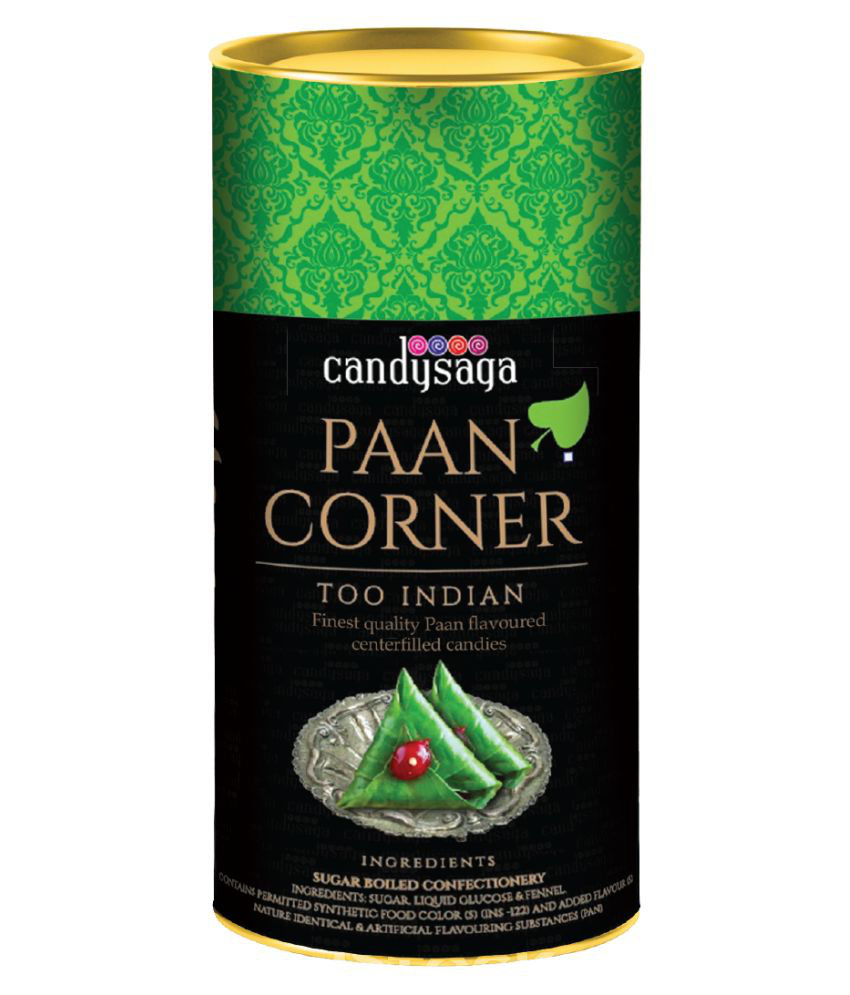 candysaga
PAAN
CORNER
TOO INDIAN
Finest quality Paan flavoured
centerfilled candies
INGREDIENTS
SUGAR BOILED CONFECTIONERY
INGREDIENTS: SUGAR, LIQUID GLUCOSE & FENNEL.
CONTAINS PERMITTED SYNTHETIC FOOD COLOR (S) (INS -122) AND ADDED FLAVOUR (S)
NATURE IDENTICAL & ARTIFICIAL FLAVOURING SUBSTANCES (PAN)